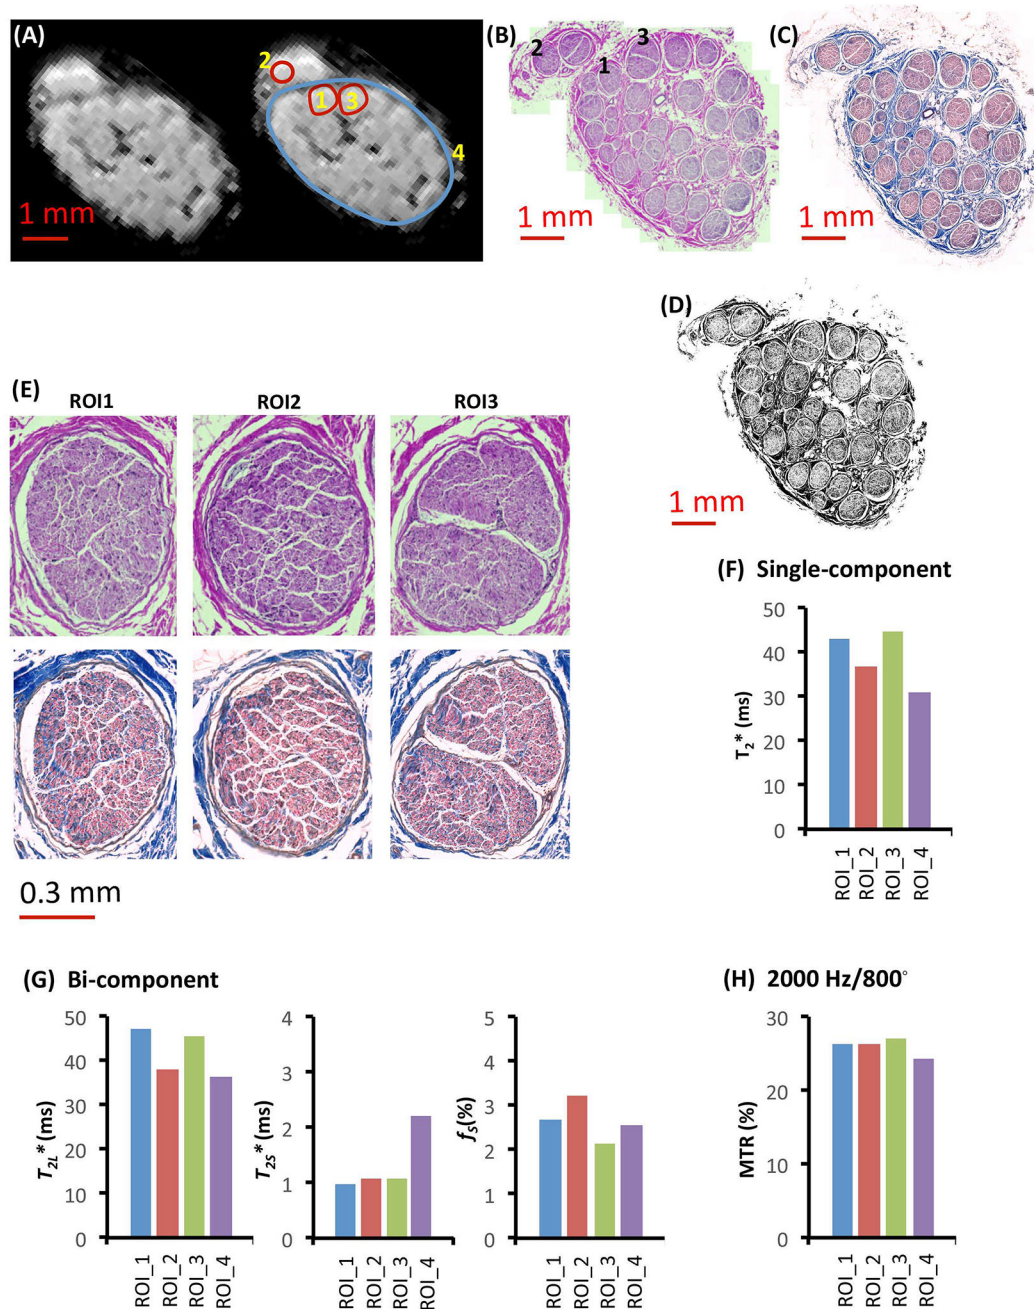 (A)
2
1
3
4
1 mm
1 mm
(B)
2
3
1
1 mm
(C)
1 mm
(D)
1 mm
(E)
ROI1
ROI2
ROI3
0.3 mm
(F) Single-component
50
40
30
20
10
0
T2* (ms)
ROI_1
ROI_2
ROI_3
ROI_4
(G) Bi-component
50
40
30
20
10
0
T2L* (ms)
ROI_1
ROI_2
ROI_3
ROI_4
4
3
2
1
0
T2S* (ms)
ROI_1
ROI_2
ROI_3
ROI_4
5
4
3
2
1
0
fS(%)
ROI_1
ROI_2
ROI_3
ROI_4
(H) 2000 Hz/800°
30
20
10
0
MTR (%)
ROI_1
ROI_2
ROI_3
ROI_4